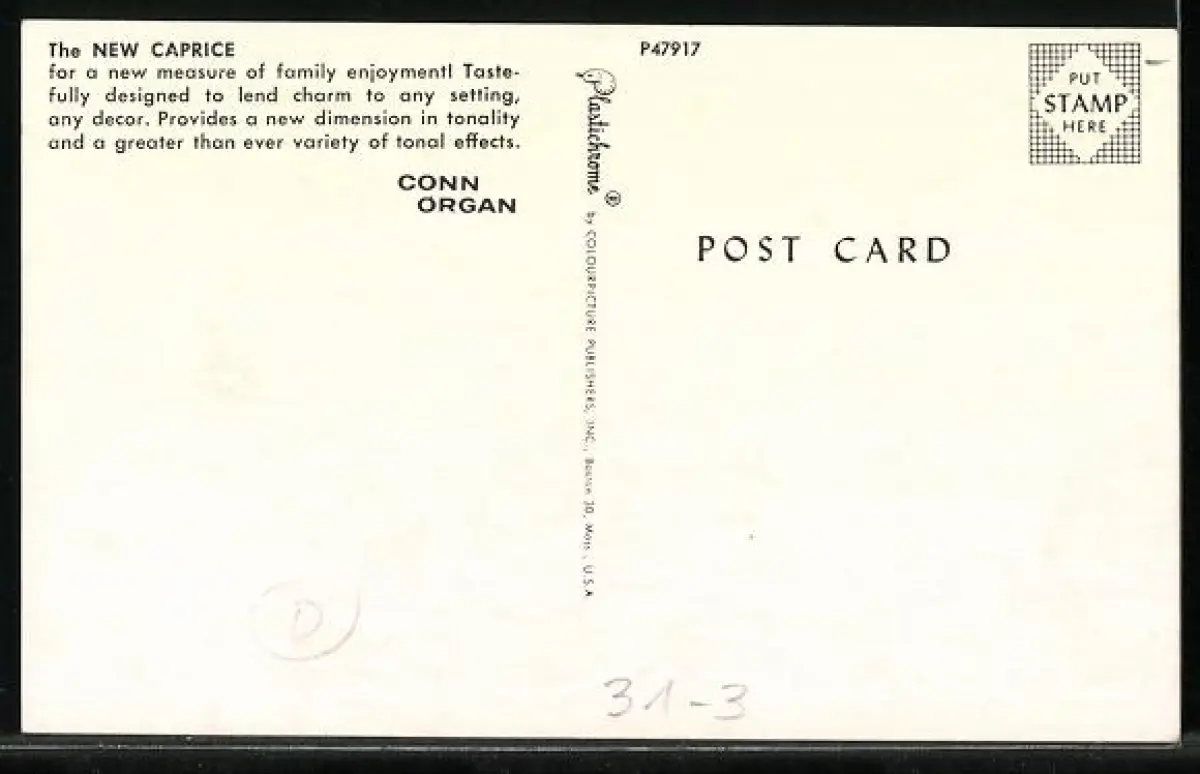 The NEW CAPRICE
for a new measure of family enjoyment! Taste-
fully designed to lend charm to any setting,
any decor. Provides a new dimension in tonality
and a greater than ever variety of tonal effects.
CONN
ORGAN
Plastichrome ®
by COLOURPICTURE PUBLISHERS, INC., Boston 30, Mass., U.S.A.
P47917
PUT
STAMP
HERE
POST CARD
D
31-3